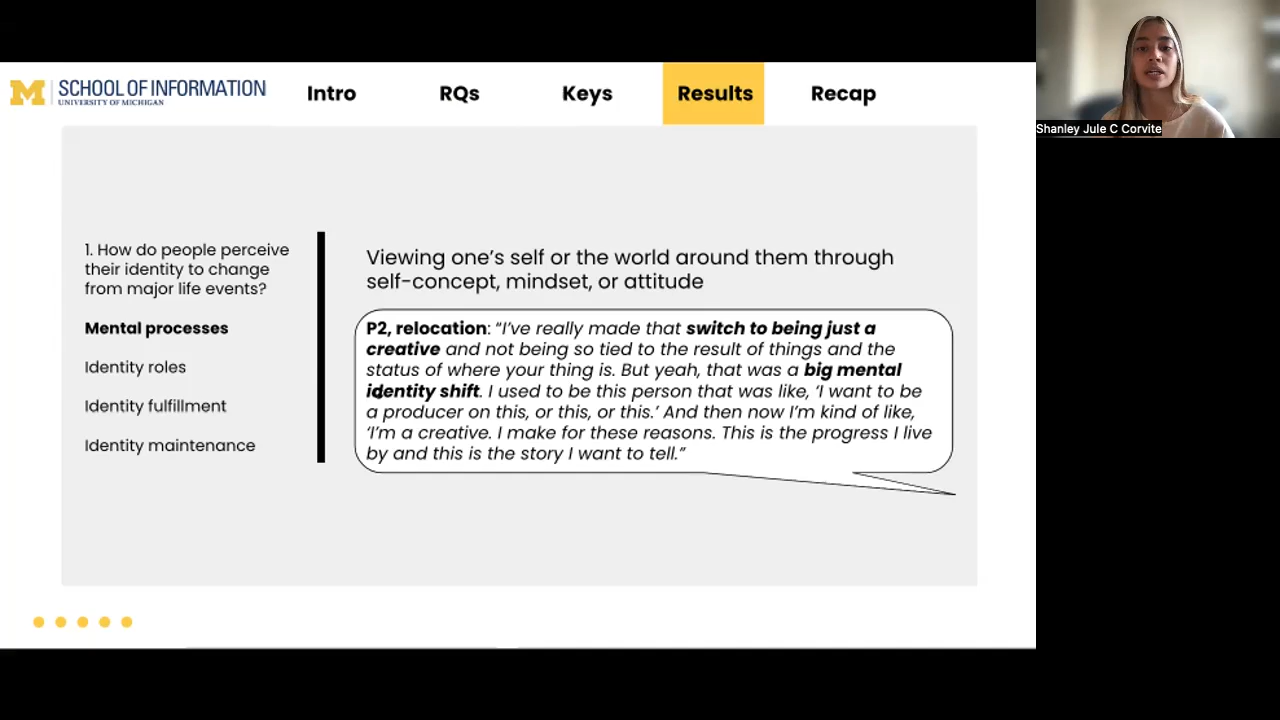 SCHOOL OF INFORMATION
UNIVERSITY OF MICHIGAN
Intro
RQs
Keys
Results
Recap
Shanley Jule C Corvite
1. How do people perceive
their identity to change
from major life events?
Mental processes
Identity roles
Identity fulfillment
Identity maintenance
Viewing one’s self or the world around them through
self-concept, mindset, or attitude
P2, relocation: “I’ve really made that switch to being just a
creative and not being so tied to the result of things and the
status of where your thing is. But yeah, that was a big mental
identity shift. I used to be this person that was like, ‘I want to be
a producer on this, or this, or this.’ And then now I’m kind of like,
‘I’m a creative. I make for these reasons. This is the progress I live
by and this is the story I want to tell.”